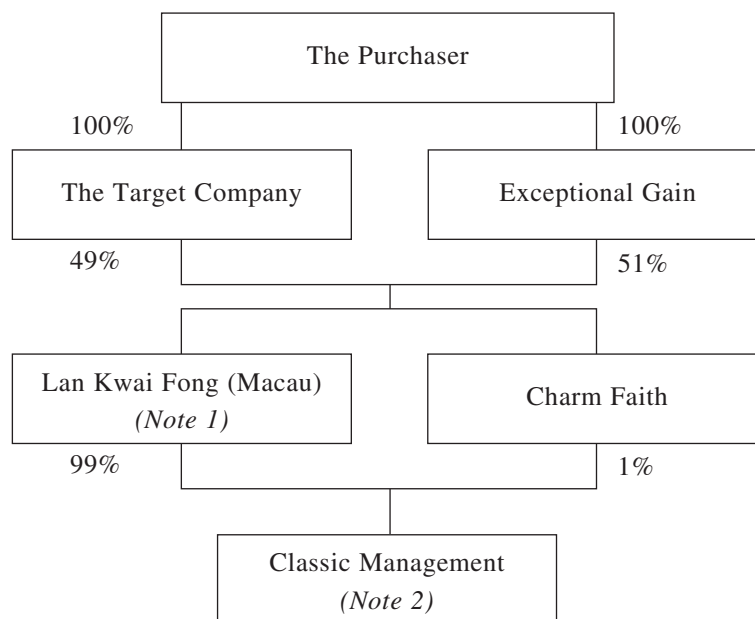 The Purchaser
100%
100%
The Target Company
Exceptional Gain
49%
51%
Lan Kwai Fong (Macau)
(Note 1)
Charm Faith
99%
1%
Classic Management
(Note 2)